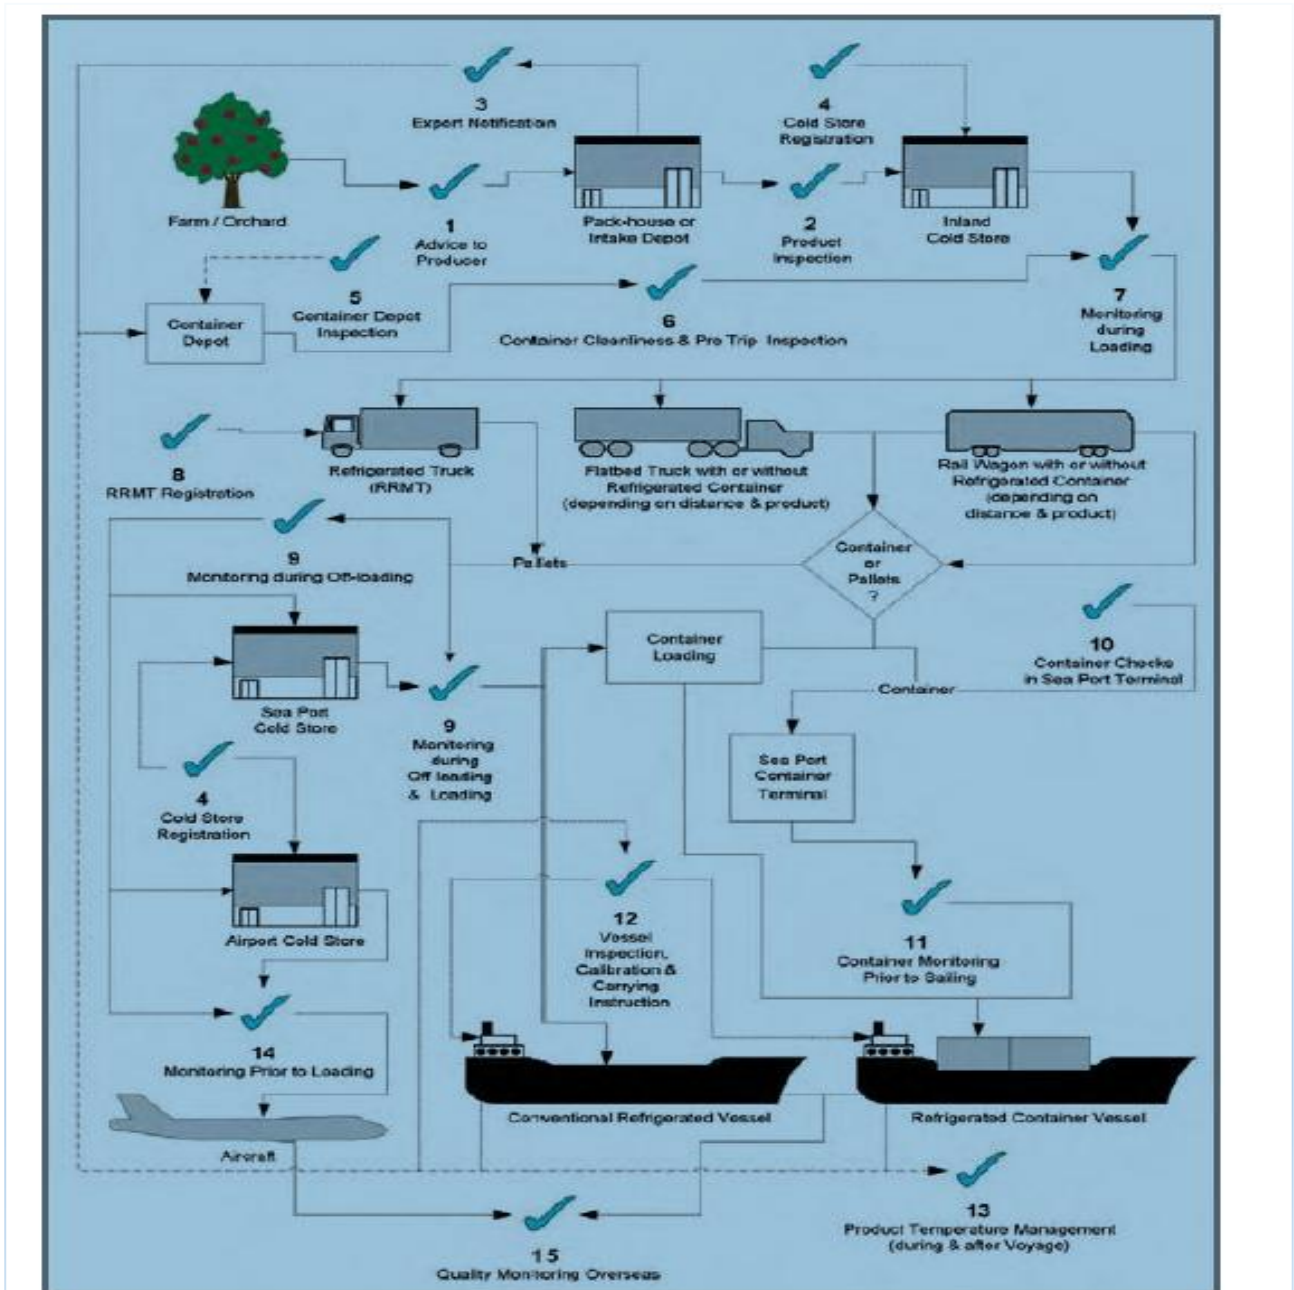 3
Export Notification
4
Cold Store
Registration
Farm / Orchard
1
Advice to
Producer
Pack-house or
Intake Depot
2
Product
Inspection
Inland
Cold Store
5
Container Depot
Inspection
Container
Depot
6
Container Cleanliness & Pre Trip Inspection
7
Monitoring
during
Loading
8
RRMT Registration
Refrigerated Truck
(RRMT)
Flatbed Truck with or without
Refrigerated Container
(depending on distance & product)
Rail Wagon with or without
Refrigerated Container
(depending on
distance & product)
9
Monitoring during Off-loading
Pallets
Container
or
Pallets
?
Container
Loading
10
Container Checks
in Sea Port Terminal
Container
Sea Port
Cold Store
9
Monitoring
during
Off loading
& Loading
Sea Port
Container
Terminal
4
Cold Store
Registration
Airport Cold Store
12
Vessel
Inspection,
Calibration &
Carrying
Instruction
11
Container Monitoring
Prior to Sailing
14
Monitoring Prior to Loading
Conventional Refrigerated Vessel
Refrigerated Container Vessel
Aircraft
13
Product Temperature Management
(during & after Voyage)
15
Quality Monitoring Overseas